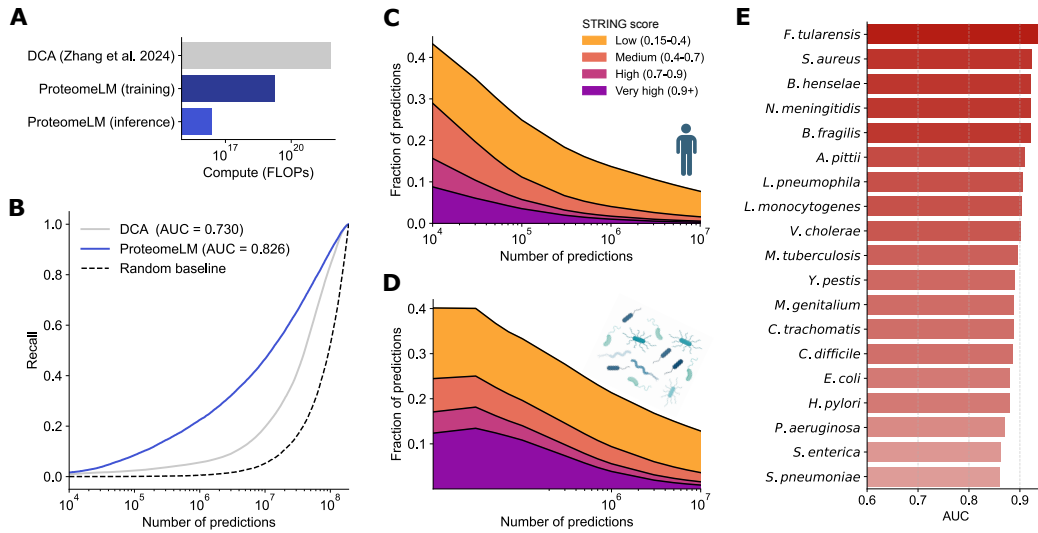 A
DCA (Zhang et al. 2024)
ProteomeLM (training)
ProteomeLM (inference)
10^17
10^20
Compute (FLOPs)
B
DCA (AUC = 0.730)
ProteomeLM (AUC = 0.826)
Random baseline
1.0
0.8
0.6
0.4
0.2
0.0
Recall
10^4
10^5
10^6
10^7
10^8
Number of predictions
C
STRING score
Low (0.15-0.4)
Medium (0.4-0.7)
High (0.7-0.9)
Very high (0.9+)
0.4
0.3
0.2
0.1
0.0
Fraction of predictions
10^4
10^5
10^6
10^7
Number of predictions
D
0.4
0.3
0.2
0.1
Fraction of predictions
10^6
10^7
Number of predictions
E
F. tularensis
S. aureus
B. henselae
N. meningitidis
B. fragilis
A. pittii
L. pneumophila
L. monocytogenes
V. cholerae
M. tuberculosis
Y. pestis
M. genitalium
C. trachomatis
C. difficile
E. coli
H. pylori
P. aeruginosa
S. enterica
S. pneumoniae
0.6
0.7
0.8
0.9
AUC